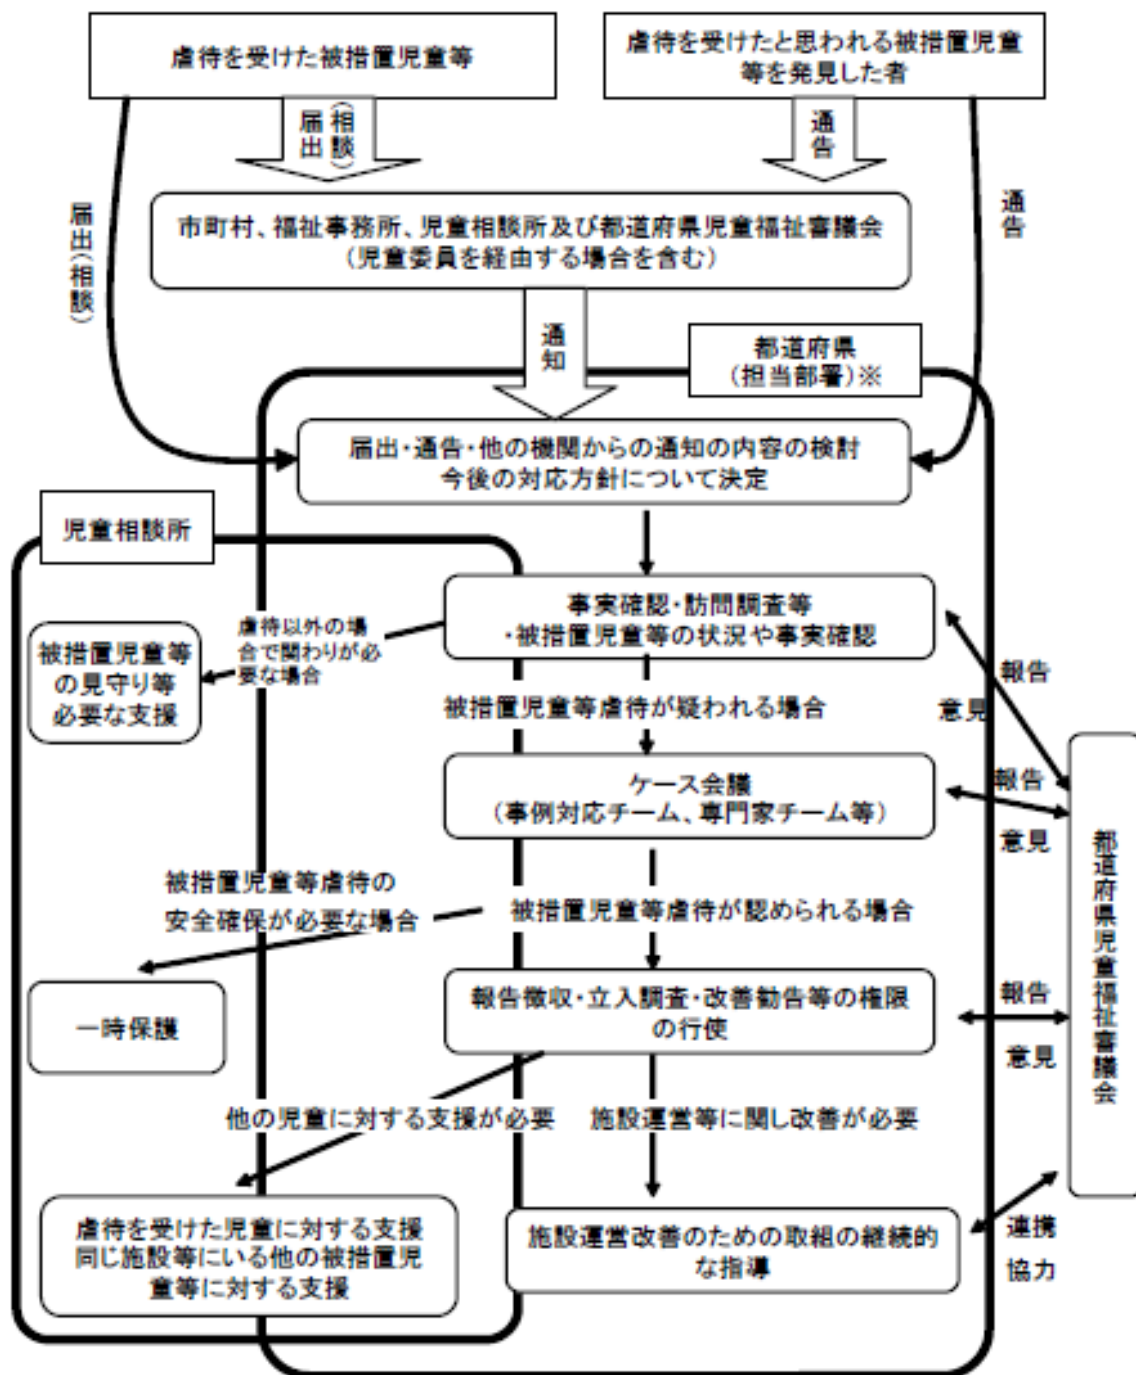 虐待を受けた被措置児童等
虐待を受けたと思われる被措置児童
等を発見した者
届出
(相談)
通告
届出(相談)
通告
市町村、福祉事務所、児童相談所及び都道府県児童福祉審議会
(児童委員を経由する場合を含む)
通知
都道府県
(担当部署)※
届出・通告・他の機関からの通知の内容の検討
今後の対応方針について決定
児童相談所
事実確認・訪問調査等
・被措置児童等の状況や事実確認
虐待以外の場
合で関わりが必
要な場合
被措置児童等
の見守り等
必要な支援
報告
意見
被措置児童等虐待が疑われる場合
ケース会議
(事例対応チーム、専門家チーム等)
報告
意見
都道府県児童福祉審議会
被措置児童等虐待の
安全確保が必要な場合
被措置児童等虐待が認められる場合
一時保護
報告徴収・立入調査・改善勧告等の権限
の行使
報告
意見
他の児童に対する支援が必要
施設運営等に関し改善が必要
虐待を受けた児童に対する支援
同じ施設等にいる他の被措置児
童等に対する支援
施設運営改善のための取組の継続的
な指導
連携
協力